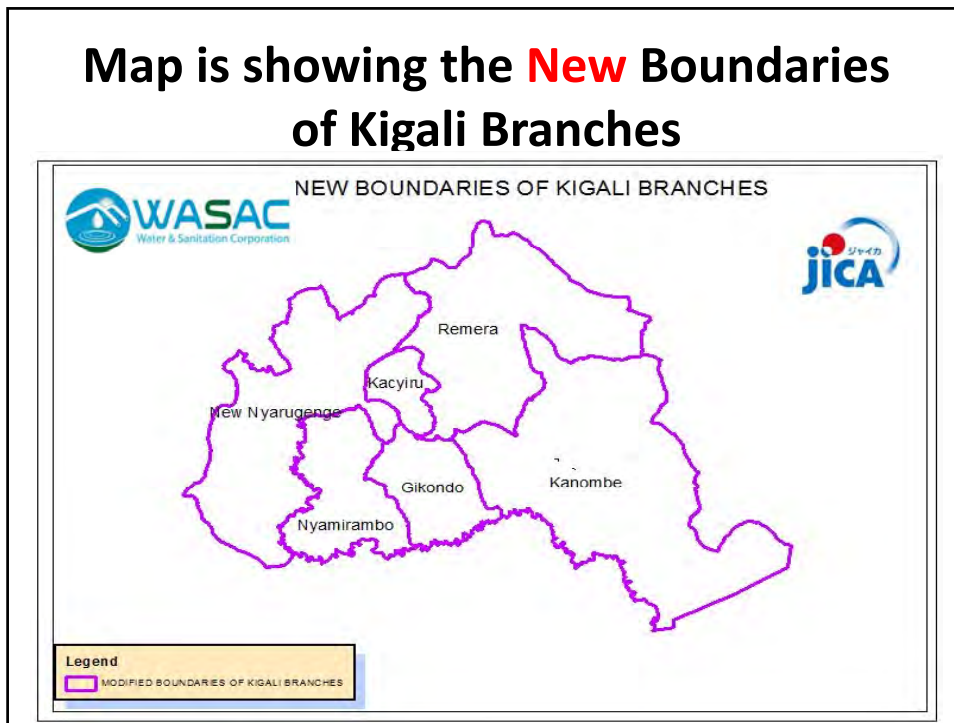 Map is showing the New Boundaries
of Kigali Branches
NEW BOUNDARIES OF KIGALI BRANCHES
WASAC
Water & Sanitation Corporation
ジャイカ
JICA
Remera
Kacyiru
New Nyarugenge
Gikondo
Kanombe
Nyamirambo
Legend
MODIFIED BOUNDARIES OF KIGALI BRANCHES